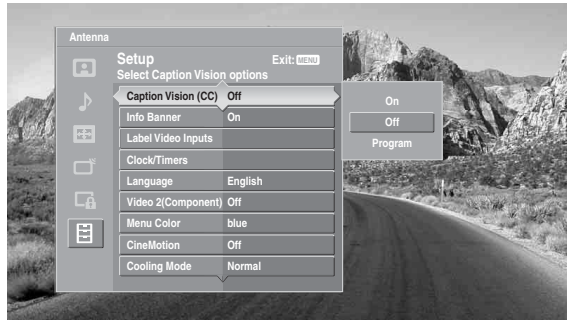 Antenna
Setup Exit: MENU
Select Caption Vision options
Caption Vision (CC) Off
Info Banner On
Label Video Inputs
Clock/Timers
Language English
Video 2(Component) Off
Menu Color blue
CineMotion Off
Cooling Mode Normal
On
Off
Program